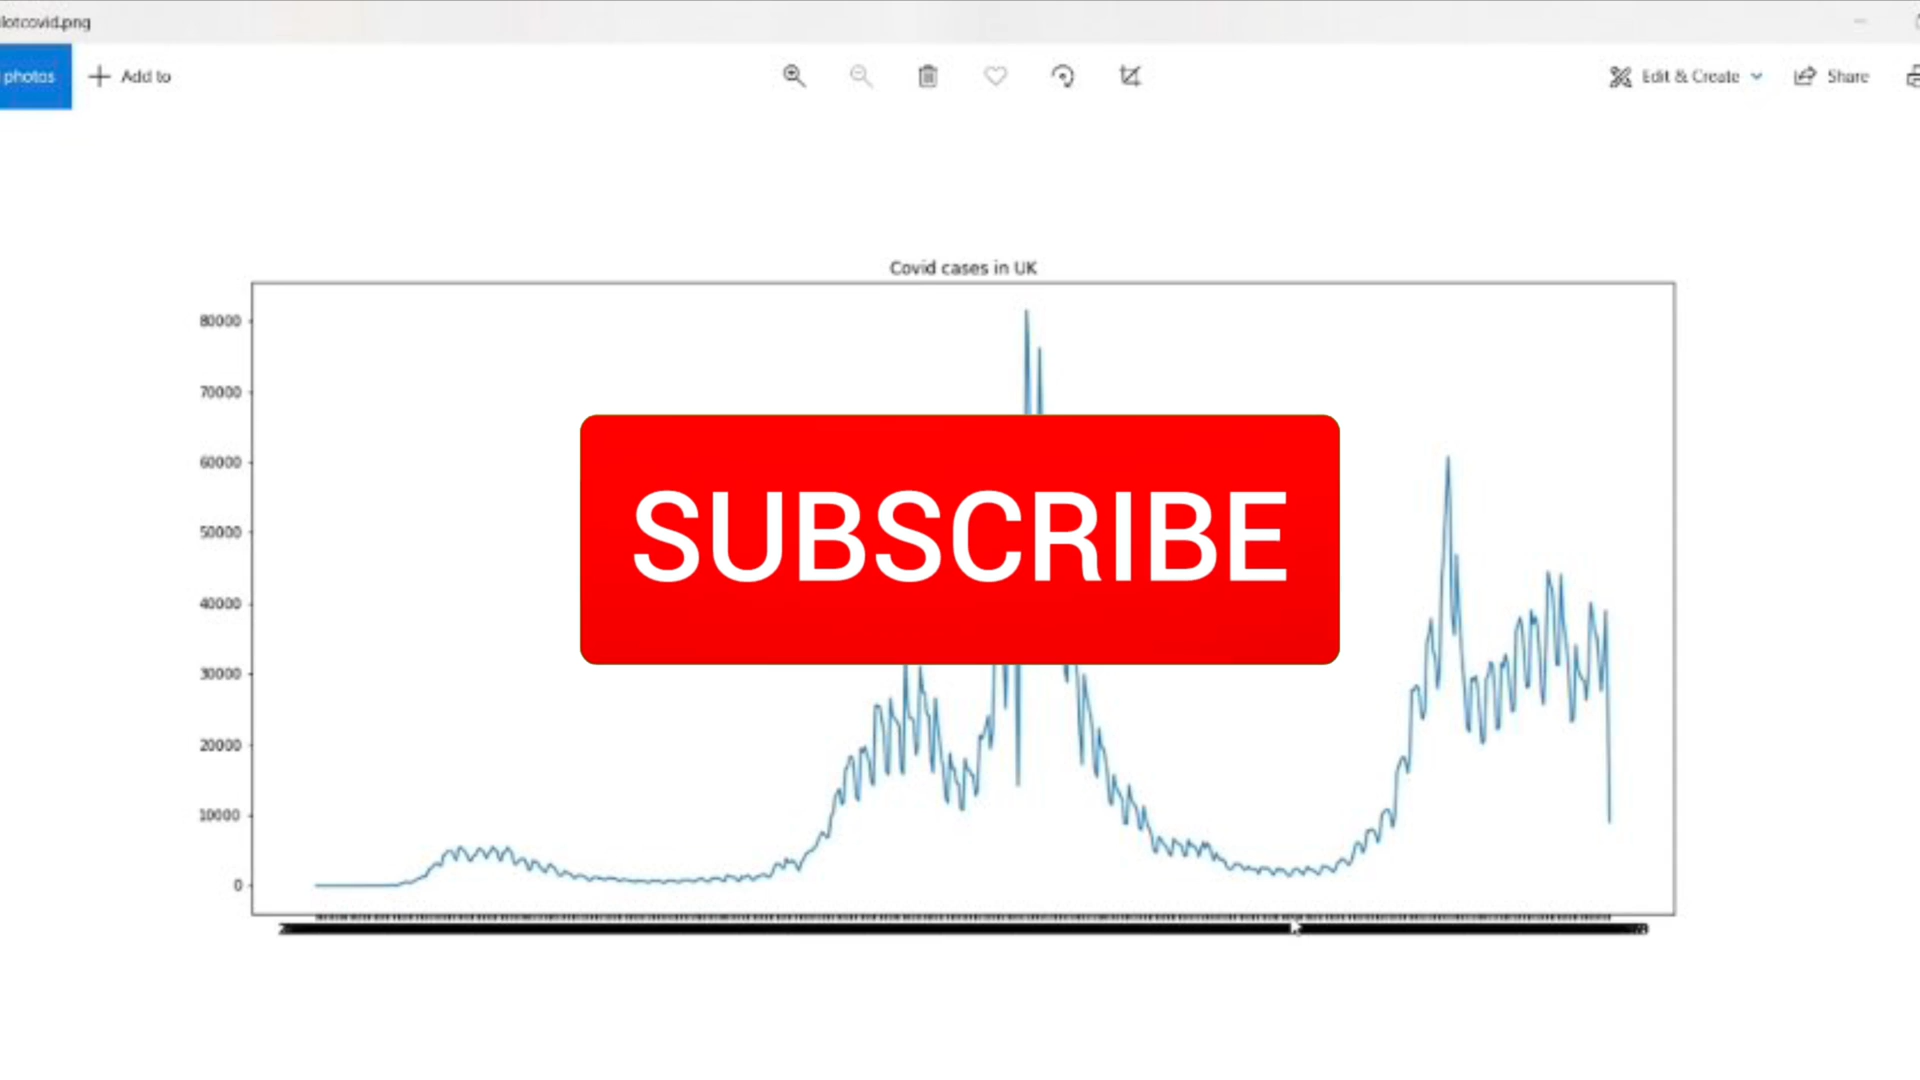 lotcovid.png
photos
Add to
Edit & Create
Share
Covid cases in UK
80000
70000
60000
50000
40000
30000
20000
10000
0
SUBSCRIBE